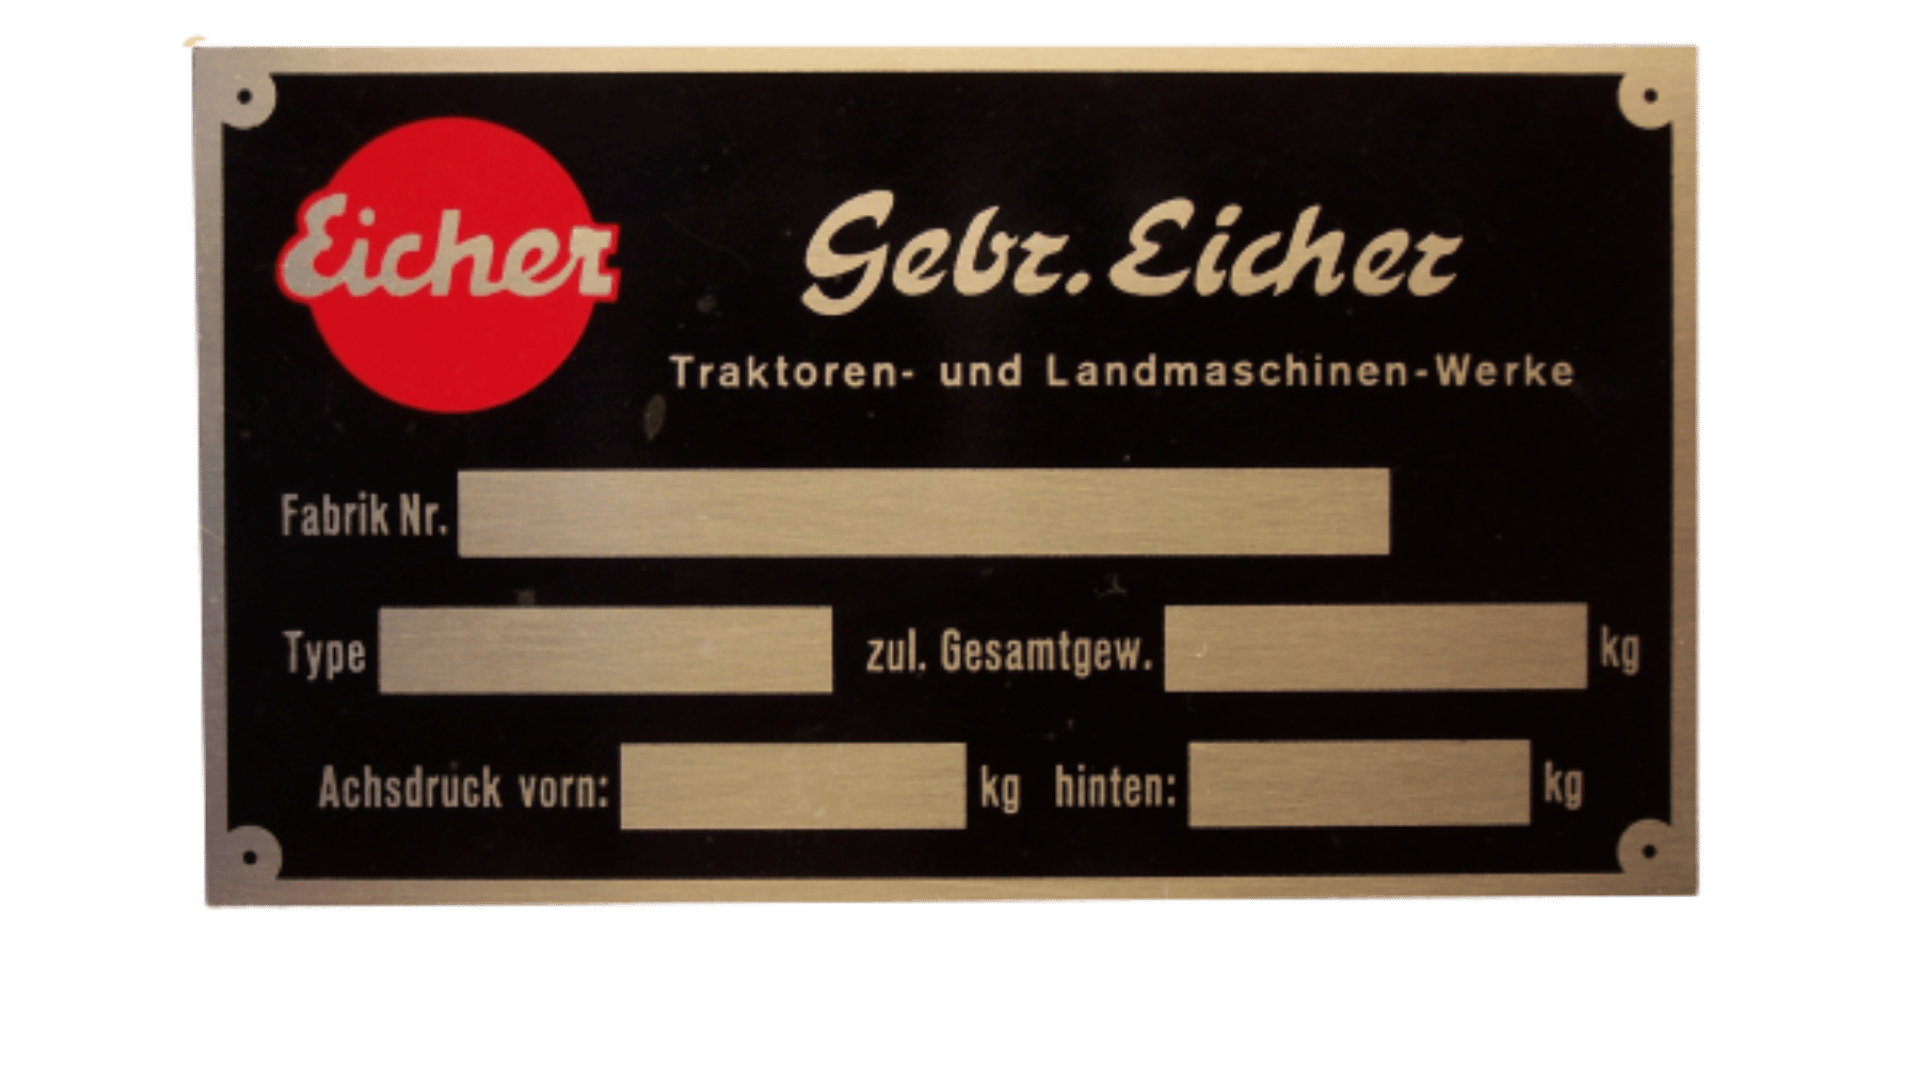 Eicher
Gebr. Eicher
Traktoren- und Landmaschinen-Werke
Fabrik Nr.
Type zul. Gesamtgew. kg
Achsdruck vorn: kg hinten: kg